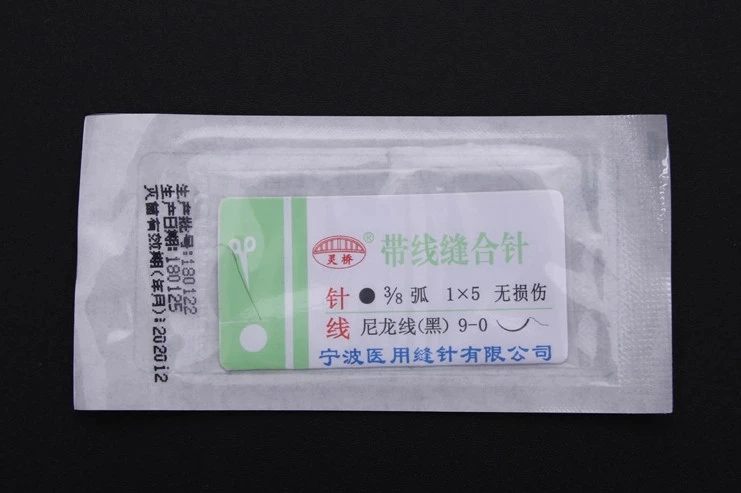 生产批号:180122
生产日期:180125
灭菌有效期(年月):202012
灵桥
®
带线缝合针
针 ● 3/8 弧 1×5 无损伤
线 尼龙线(黑) 9-0
宁波医用缝针有限公司